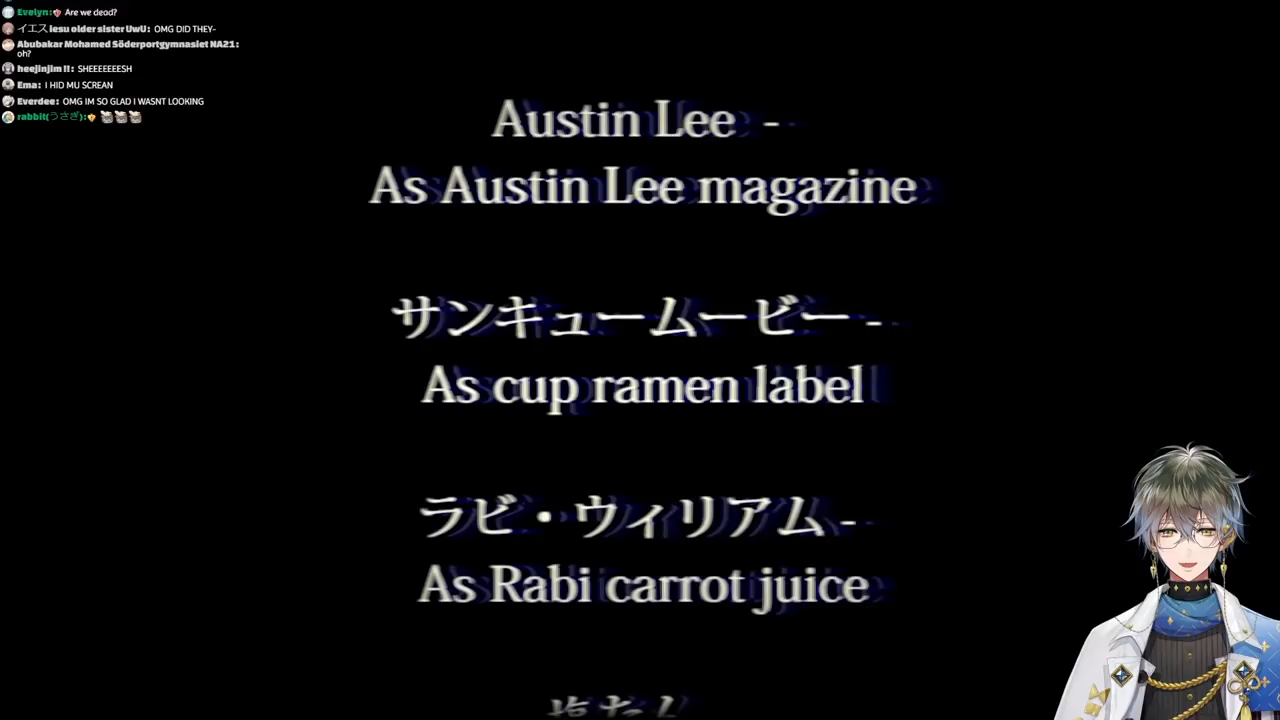 Evelyn: Are we dead?
イエス Iesu older sister UwU: OMG DID THEY-
Abubakar Mohamed Söderportgymnasiet NA21:
oh?
heejinjim !!: SHEEEEEEESH
Ema: I HID MU SCREAN
Everdee: OMG IM SO GLAD I WASNT LOOKING
rabbit(うさぎ):
Austin Lee -
As Austin Lee magazine
サンキュームービー -
As cup ramen label
ラビ・ウィリアム -
As Rabi carrot juice